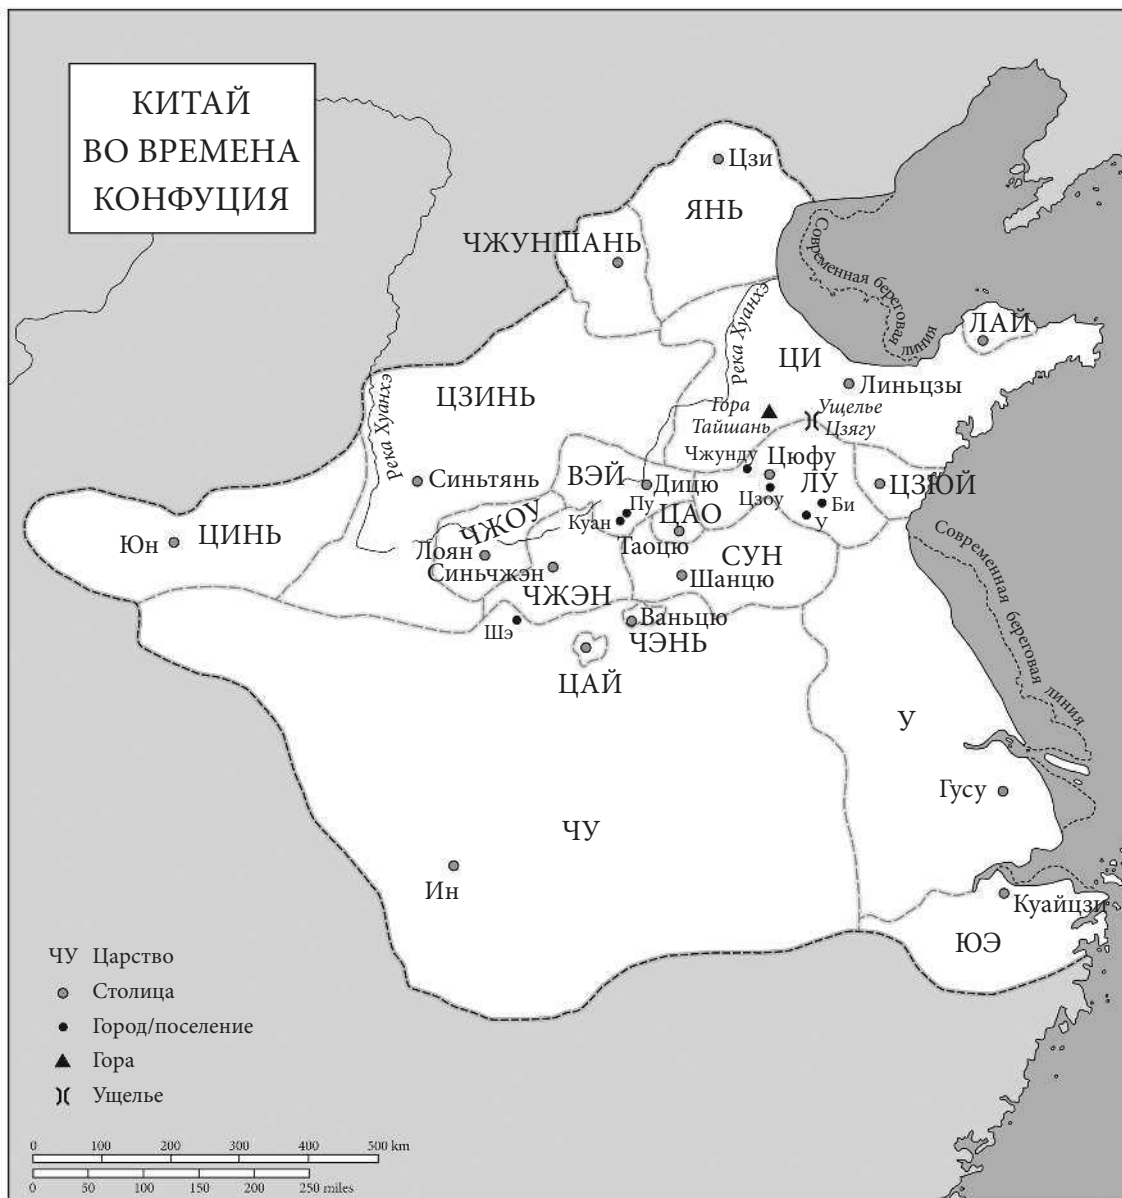 КИТАЙ
ВО ВРЕМЕНА
КОНФУЦИЯ
Цзи
ЯНЬ
ЧЖУНШАНЬ
Современная береговая
линия
Река Хуанхэ
ЛАЙ
ЦИ
Линьцзы
ЦЗИНЬ
Река Хуанхэ
Гора
Тайшань
Ущелье
Цзягу
Чжунду
Цюфу
ВЭЙ
Дицю
Цзоу
ЛУ
Би
У
ЦЗЮЙ
Синьтянь
Пу
Куан
ЦАО
Таоцю
ЧЖОУ
Лоян
Синьчжэн
ЦИНЬ
Юн
СУН
Шанцю
ЧЖЭН
Современная береговая линия
Шэ
Ваньцю
ЧЭНЬ
ЦАЙ
У
Гусу
ЧУ
Ин
Куайцзи
ЮЭ
ЧУ Царство
Столица
Город/поселение
Гора
Ущелье
0 100 200 300 400 500 km
0 50 100 150 200 250 miles